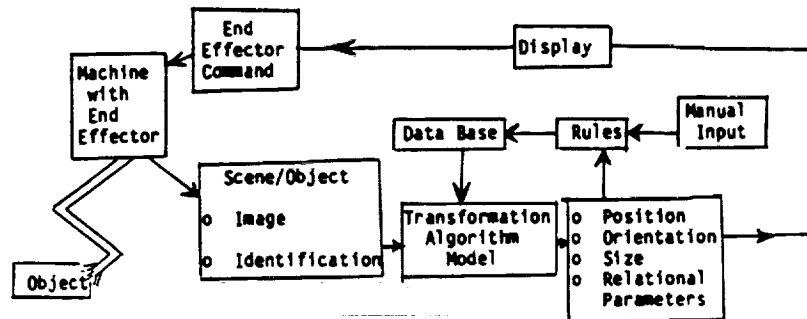 End
Effector
Command
Display
Machine
with
End
Effector
Data Base
Rules
Manual
Input
Scene/Object
o Image
o Identification
Transformation
Algorithm
Model
o Position
o Orientation
o Size
o Relational
Parameters
Object